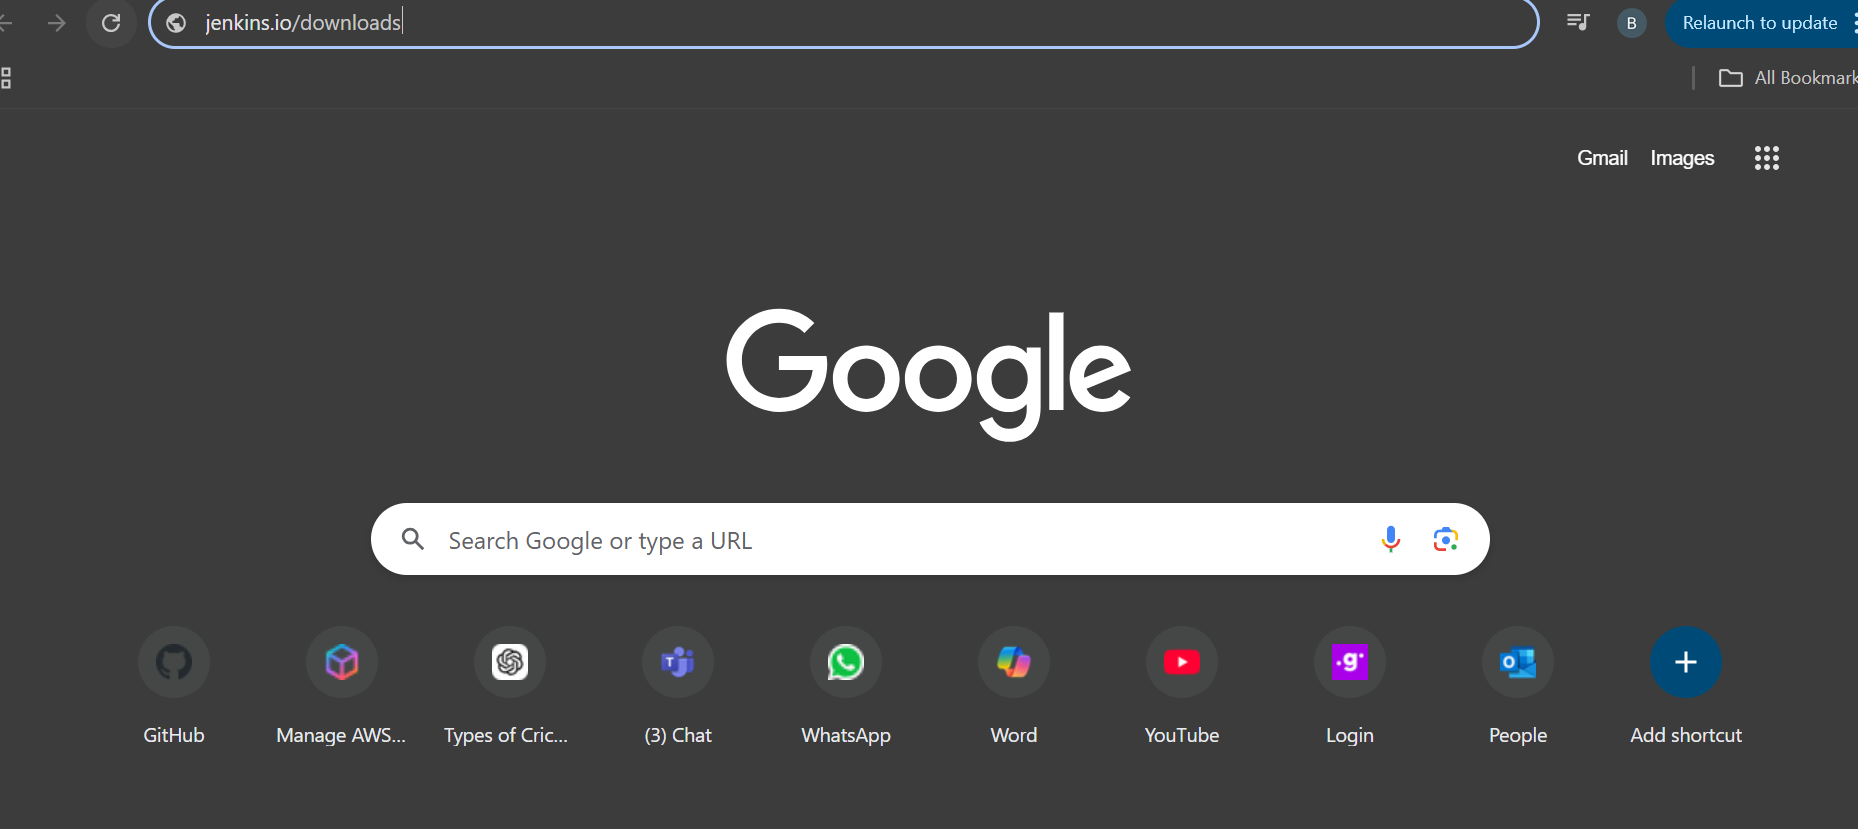 jenkins.io/downloads
B
Relaunch to update
All Bookmark
Gmail
Images
Google
Search Google or type a URL
GitHub
Manage AWS...
Types of Cric...
(3) Chat
WhatsApp
Word
YouTube
Login
People
Add shortcut